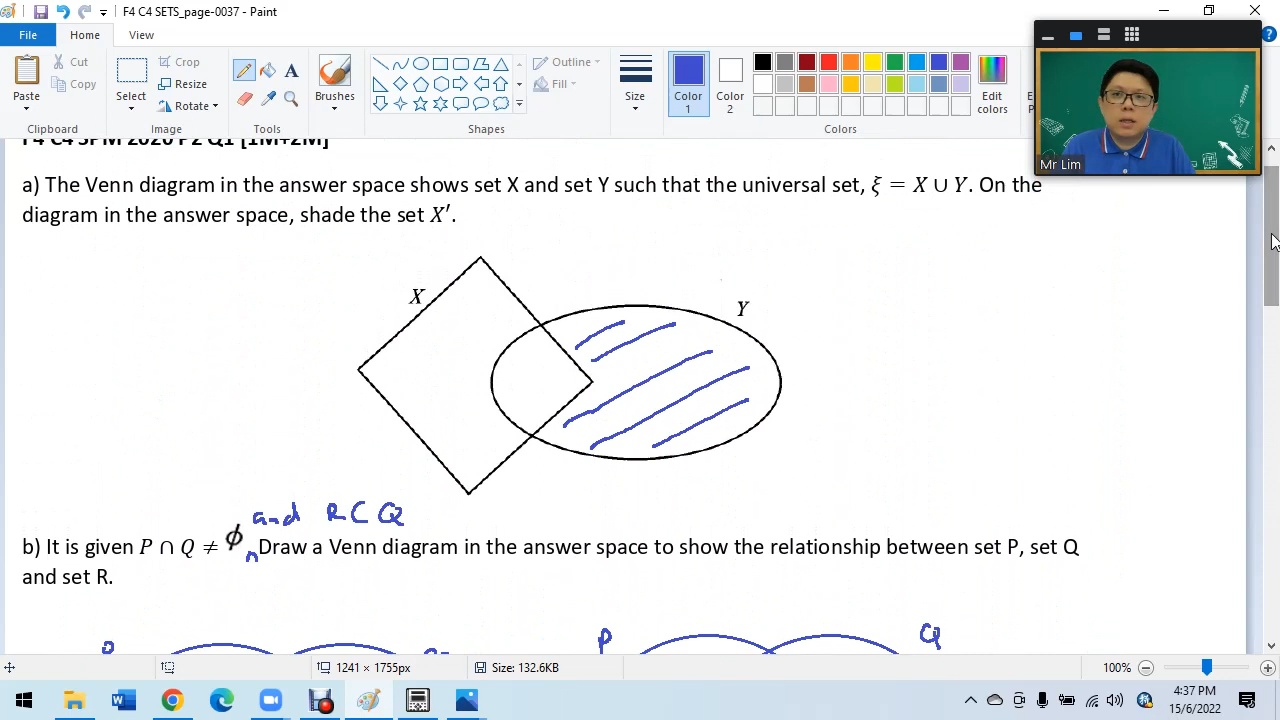 F4 C4 SETS_page-0037 - Paint
File Home View
Paste
Cut
Copy
Clipboard
Select
Crop
Resize
Rotate
Image
A
Tools
Brushes
Outline
Fill
Shapes
Size
Color 1
Color 2
Colors
Edit colors
Mr Lim
F4 C4 SPM 2020 P2 Q1 [1M+2M]
a) The Venn diagram in the answer space shows set X and set Y such that the universal set, ξ = X ∪ Y. On the
diagram in the answer space, shade the set X′.
X
Y
and R ⊂ Q
b) It is given P ∩ Q ≠ ϕ Draw a Venn diagram in the answer space to show the relationship between set P, set Q
and set R.
P Q
1241 × 1755px
Size: 132.6KB
100%
4:37 PM
15/6/2022